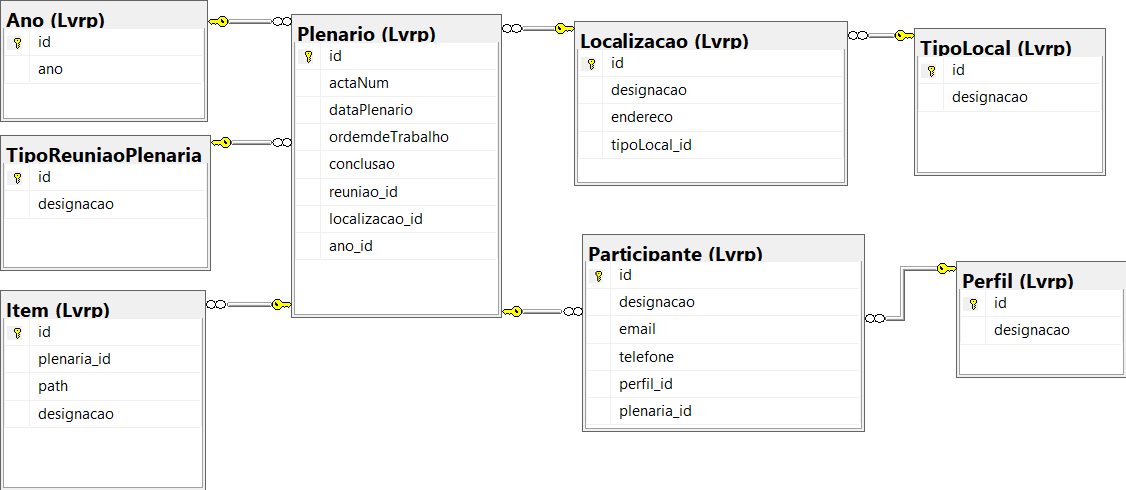 Ano (Lvrp)
id
ano
TipoReuniaoPlenaria
id
designacao
Item (Lvrp)
id
plenaria_id
path
designacao
Plenario (Lvrp)
id
actaNum
dataPlenario
ordemdeTrabalho
conclusao
reuniao_id
localizacao_id
ano_id
Localizacao (Lvrp)
id
designacao
endereco
tipoLocal_id
TipoLocal (Lvrp)
id
designacao
Participante (Lvrp)
id
designacao
email
telefone
perfil_id
plenaria_id
Perfil (Lvrp)
id
designacao